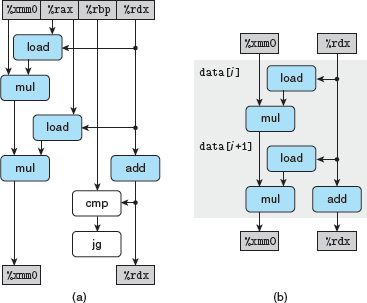 %xmm0 %rax %rbp %rdx
load
mul
load
mul add
cmp
jg
%xmm0 %rdx
(a)
%xmm0 %rdx
data[i]
load
mul
data[i+1]
load
mul add
%xmm0 %rdx
(b)